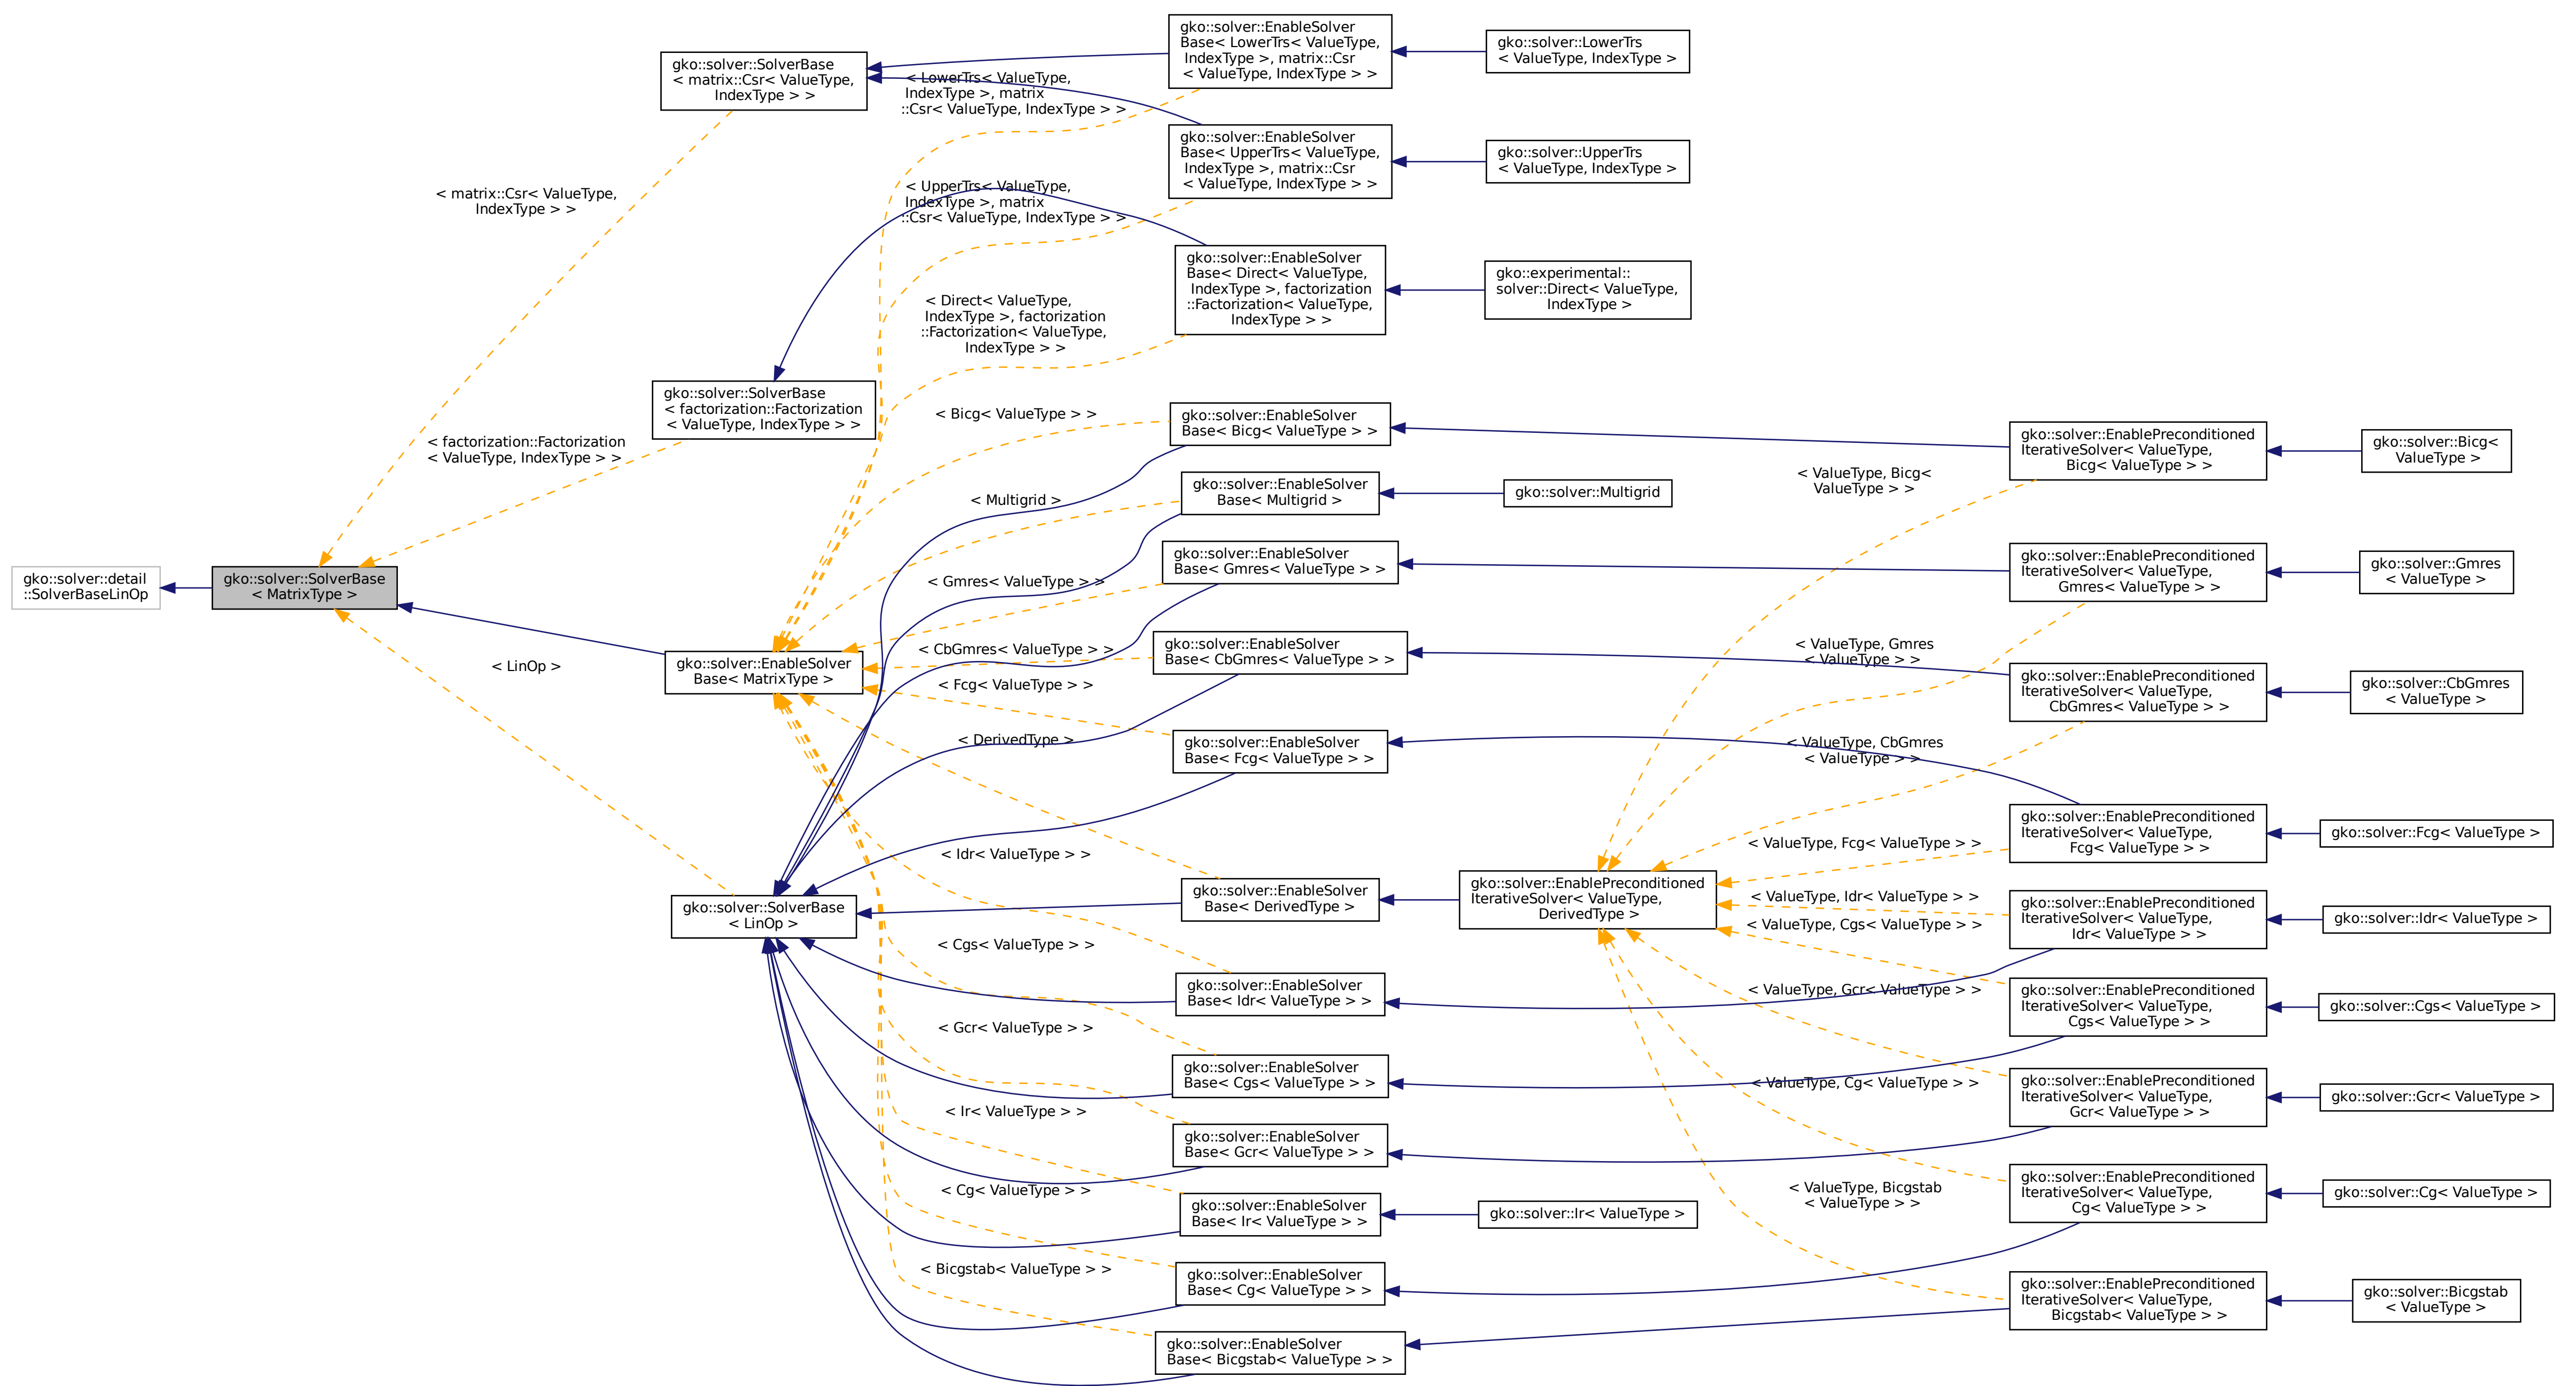 gko::solver::detail
::SolverBaseLinOp
gko::solver::SolverBase
< MatrixType >
< matrix::Csr< ValueType,
IndexType > >
< factorization::Factorization
< ValueType, IndexType > >
< LinOp >
gko::solver::SolverBase
< matrix::Csr< ValueType,
IndexType > >
gko::solver::SolverBase
< factorization::Factorization
< ValueType, IndexType > >
gko::solver::EnableSolver
Base< MatrixType >
gko::solver::SolverBase
< LinOp >
< LowerTrs< ValueType,
IndexType >, matrix
::Csr< ValueType, IndexType > >
< UpperTrs< ValueType,
IndexType >, matrix
::Csr< ValueType, IndexType > >
< Direct< ValueType,
IndexType >, factorization
::Factorization< ValueType,
IndexType > >
< Bicg< ValueType > >
< Multigrid >
< Gmres< ValueType > >
< CbGmres< ValueType > >
< Fcg< ValueType > >
< DerivedType >
< Idr< ValueType > >
< Cgs< ValueType > >
< Gcr< ValueType > >
< Ir< ValueType > >
< Cg< ValueType > >
< Bicgstab< ValueType > >
gko::solver::EnableSolver
Base< LowerTrs< ValueType,
IndexType >, matrix::Csr
< ValueType, IndexType > >
gko::solver::EnableSolver
Base< UpperTrs< ValueType,
IndexType >, matrix::Csr
< ValueType, IndexType > >
gko::solver::EnableSolver
Base< Direct< ValueType,
IndexType >, factorization
::Factorization< ValueType,
IndexType > >
gko::solver::EnableSolver
Base< Bicg< ValueType > >
gko::solver::EnableSolver
Base< Multigrid >
gko::solver::EnableSolver
Base< Gmres< ValueType > >
gko::solver::EnableSolver
Base< CbGmres< ValueType > >
gko::solver::EnableSolver
Base< Fcg< ValueType > >
gko::solver::EnableSolver
Base< DerivedType >
gko::solver::EnableSolver
Base< Idr< ValueType > >
gko::solver::EnableSolver
Base< Cgs< ValueType > >
gko::solver::EnableSolver
Base< Gcr< ValueType > >
gko::solver::EnableSolver
Base< Ir< ValueType > >
gko::solver::EnableSolver
Base< Cg< ValueType > >
gko::solver::EnableSolver
Base< Bicgstab< ValueType > >
gko::solver::LowerTrs
< ValueType, IndexType >
gko::solver::UpperTrs
< ValueType, IndexType >
gko::experimental::
solver::Direct< ValueType,
IndexType >
gko::solver::Multigrid
gko::solver::EnablePreconditioned
IterativeSolver< ValueType,
DerivedType >
gko::solver::Ir< ValueType >
< ValueType, Bicg<
ValueType > >
< ValueType, Gmres
< ValueType > >
< ValueType, CbGmres
< ValueType > >
< ValueType, Fcg< ValueType > >
< ValueType, Idr< ValueType > >
< ValueType, Cgs< ValueType > >
< ValueType, Gcr< ValueType > >
< ValueType, Cg< ValueType > >
< ValueType, Bicgstab
< ValueType > >
gko::solver::EnablePreconditioned
IterativeSolver< ValueType,
Bicg< ValueType > >
gko::solver::EnablePreconditioned
IterativeSolver< ValueType,
Gmres< ValueType > >
gko::solver::EnablePreconditioned
IterativeSolver< ValueType,
CbGmres< ValueType > >
gko::solver::EnablePreconditioned
IterativeSolver< ValueType,
Fcg< ValueType > >
gko::solver::EnablePreconditioned
IterativeSolver< ValueType,
Idr< ValueType > >
gko::solver::EnablePreconditioned
IterativeSolver< ValueType,
Cgs< ValueType > >
gko::solver::EnablePreconditioned
IterativeSolver< ValueType,
Gcr< ValueType > >
gko::solver::EnablePreconditioned
IterativeSolver< ValueType,
Cg< ValueType > >
gko::solver::EnablePreconditioned
IterativeSolver< ValueType,
Bicgstab< ValueType > >
gko::solver::Bicg<
ValueType >
gko::solver::Gmres
< ValueType >
gko::solver::CbGmres
< ValueType >
gko::solver::Fcg< ValueType >
gko::solver::Idr< ValueType >
gko::solver::Cgs< ValueType >
gko::solver::Gcr< ValueType >
gko::solver::Cg< ValueType >
gko::solver::Bicgstab
< ValueType >